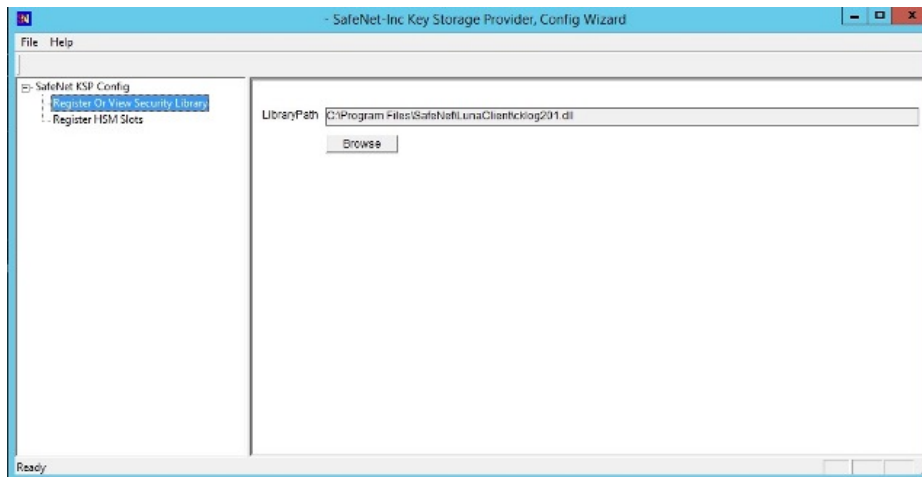 - SafeNet-Inc Key Storage Provider, Config Wizard
File Help
SafeNet KSP Config
Register Or View Security Library
Register HSM Slots
LibraryPath C:\Program Files\SafeNet\LunaClient\cklog201.dll
Browse
Ready